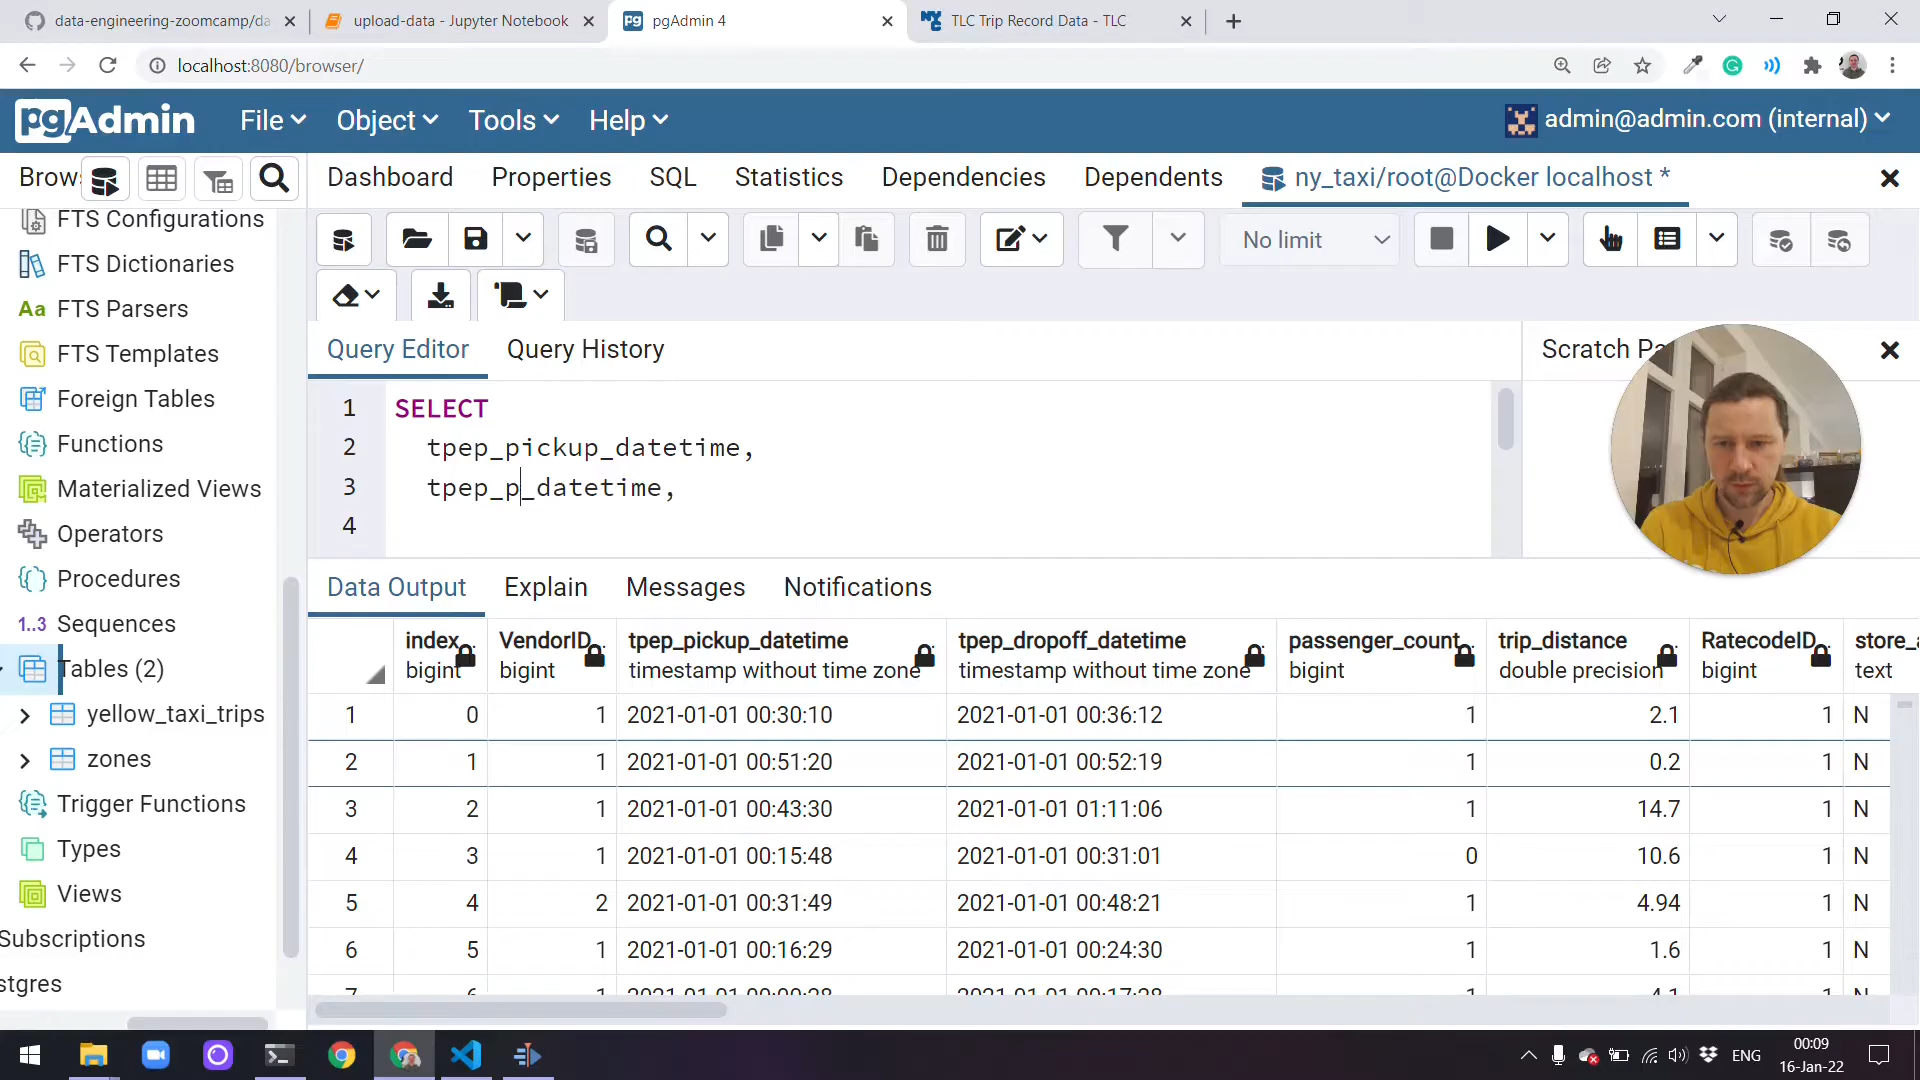 data-engineering-zoomcamp/da
upload-data - Jupyter Notebook
pgAdmin 4
TLC Trip Record Data - TLC
localhost:8080/browser/
pgAdmin File Object Tools Help admin@admin.com (internal)
Brow
Dashboard Properties SQL Statistics Dependencies Dependents ny_taxi/root@Docker localhost *
No limit
FTS Configurations
FTS Dictionaries
Aa FTS Parsers
FTS Templates
Foreign Tables
Functions
Materialized Views
Operators
Procedures
1..3 Sequences
Tables (2)
yellow_taxi_trips
zones
Trigger Functions
Types
Views
Subscriptions
stgres
Query Editor Query History
Scratch Pa
1 SELECT
2 tpep_pickup_datetime,
3 tpep_p_datetime,
4
Data Output Explain Messages Notifications
index VendorID tpep_pickup_datetime tpep_dropoff_datetime passenger_count trip_distance RatecodeID store_a
bigint bigint timestamp without time zone timestamp without time zone bigint double precision bigint text
1 0 1 2021-01-01 00:30:10 2021-01-01 00:36:12 1 2.1 1 N
2 1 1 2021-01-01 00:51:20 2021-01-01 00:52:19 1 0.2 1 N
3 2 1 2021-01-01 00:43:30 2021-01-01 01:11:06 1 14.7 1 N
4 3 1 2021-01-01 00:15:48 2021-01-01 00:31:01 0 10.6 1 N
5 4 2 2021-01-01 00:31:49 2021-01-01 00:48:21 1 4.94 1 N
6 5 1 2021-01-01 00:16:29 2021-01-01 00:24:30 1 1.6 1 N
ENG
00:09
16-Jan-22